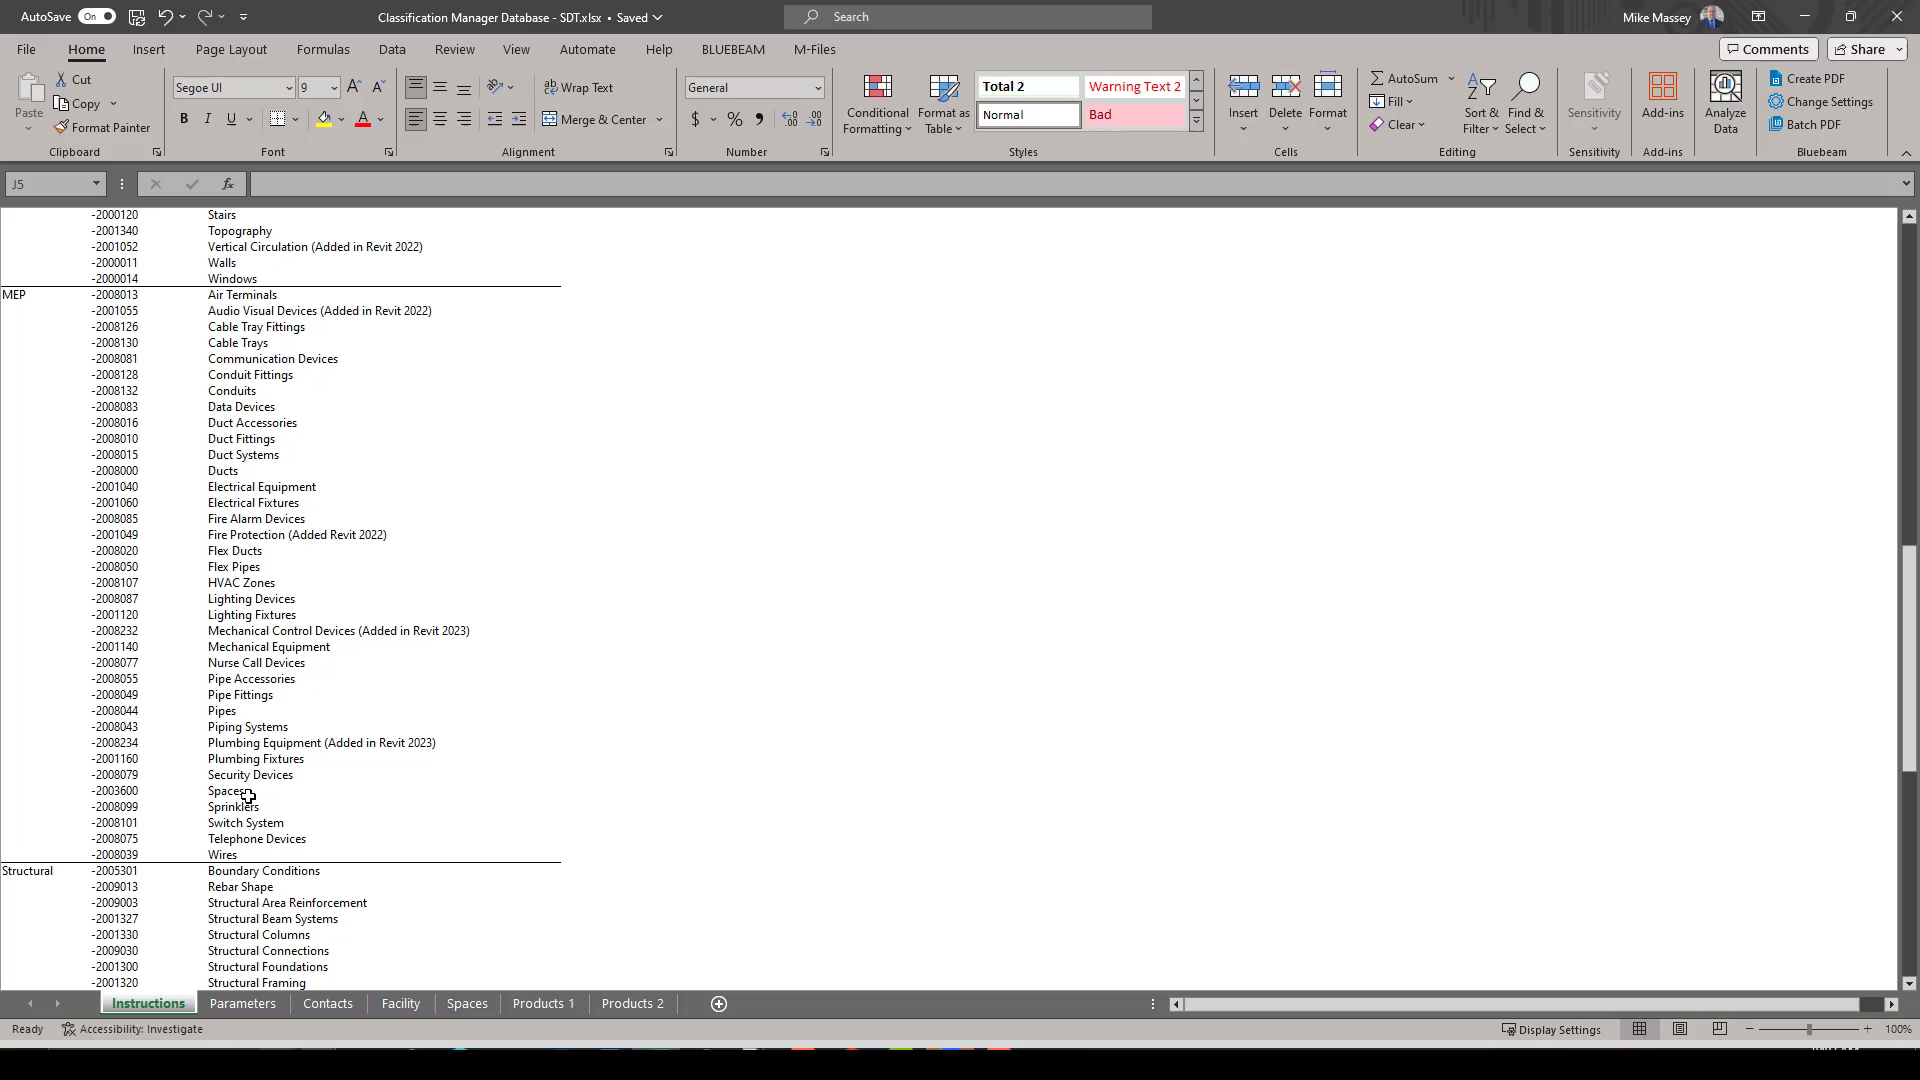 AutoSave On Classification Manager Database - SDT.xlsx • Saved Search Mike Massey
File Home Insert Page Layout Formulas Data Review View Automate Help BLUEBEAM M-Files Comments Share
Paste Cut Copy Format Painter Clipboard
Segoe UI 9 B I U A Font
Wrap Text Merge & Center Alignment
General $ % Number
Conditional Formatting Format as Table Total 2 Warning Text 2 Normal Bad Styles
Insert Delete Format Cells
AutoSum Fill Clear Sort & Filter Find & Select Editing
Sensitivity Sensitivity
Add-ins Add-ins
Analyze Data
Create PDF Change Settings Batch PDF Bluebeam
J5 fx
-2000120 Stairs
-2001340 Topography
-2001052 Vertical Circulation (Added in Revit 2022)
-2000011 Walls
-2000014 Windows
MEP -2008013 Air Terminals
-2001055 Audio Visual Devices (Added in Revit 2022)
-2008126 Cable Tray Fittings
-2008130 Cable Trays
-2008081 Communication Devices
-2008128 Conduit Fittings
-2008132 Conduits
-2008083 Data Devices
-2008016 Duct Accessories
-2008010 Duct Fittings
-2008015 Duct Systems
-2008000 Ducts
-2001040 Electrical Equipment
-2001060 Electrical Fixtures
-2008085 Fire Alarm Devices
-2001049 Fire Protection (Added Revit 2022)
-2008020 Flex Ducts
-2008050 Flex Pipes
-2008107 HVAC Zones
-2008087 Lighting Devices
-2001120 Lighting Fixtures
-2008232 Mechanical Control Devices (Added in Revit 2023)
-2001140 Mechanical Equipment
-2008077 Nurse Call Devices
-2008055 Pipe Accessories
-2008049 Pipe Fittings
-2008044 Pipes
-2008043 Piping Systems
-2008234 Plumbing Equipment (Added in Revit 2023)
-2001160 Plumbing Fixtures
-2008079 Security Devices
-2003600 Spaces
-2008099 Sprinklers
-2008101 Switch System
-2008075 Telephone Devices
-2008039 Wires
Structural -2005301 Boundary Conditions
-2009013 Rebar Shape
-2009003 Structural Area Reinforcement
-2001327 Structural Beam Systems
-2001330 Structural Columns
-2009030 Structural Connections
-2001300 Structural Foundations
-2001320 Structural Framing
Instructions Parameters Contacts Facility Spaces Products 1 Products 2
Ready Accessibility: Investigate Display Settings 100%